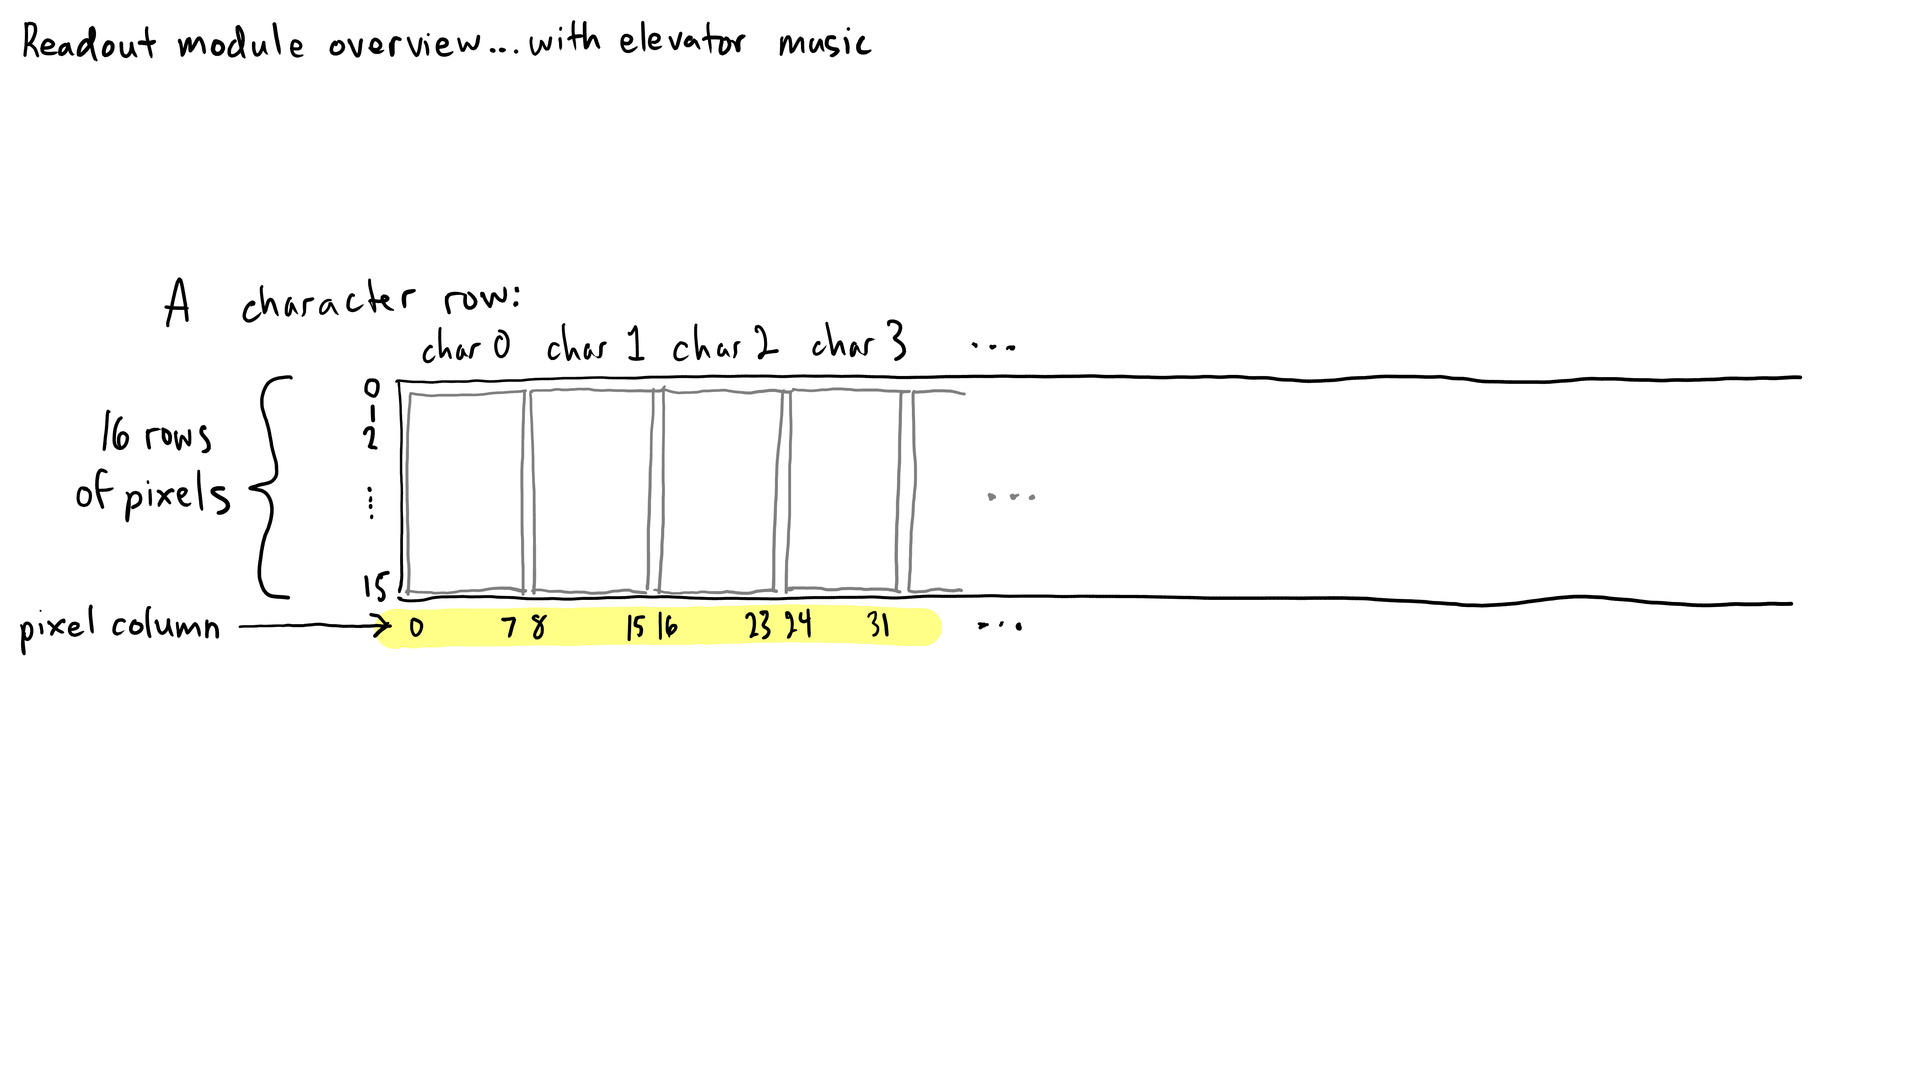 Readout module overview...with elevator music
A character row:
char 0 char 1 char 2 char 3 ...
0
1
2
16 rows
of pixels
15
pixel column 0 7 8 15 16 23 24 31 ...